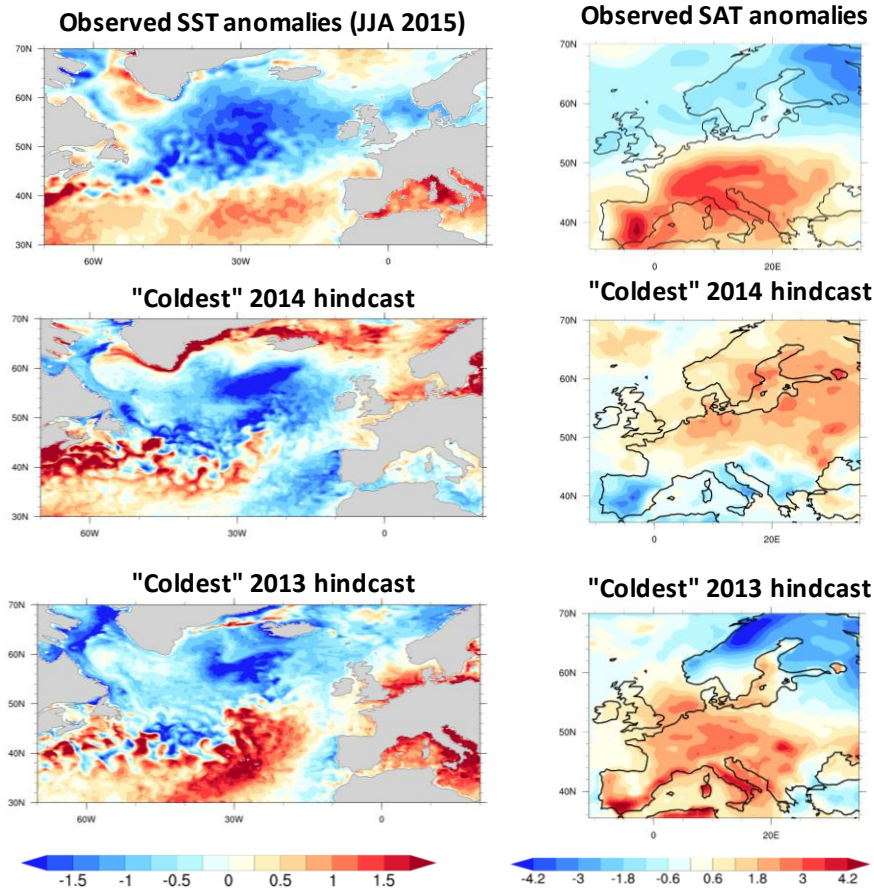 Observed SST anomalies (JJA 2015)
70N
60N
50N
40N
30N
60W
30W
0
Observed SAT anomalies
70N
60N
50N
40N
0
20E
"Coldest" 2014 hindcast
70N
60N
50N
40N
30N
60W
30W
0
"Coldest" 2014 hindcast
70N
60N
50N
40N
0
20E
"Coldest" 2013 hindcast
70N
60N
50N
40N
30N
60W
30W
0
"Coldest" 2013 hindcast
70N
60N
50N
40N
0
20E
-1.5 -1 -0.5 0 0.5 1 1.5
-4.2 -3 -1.8 -0.6 0.6 1.8 3 4.2